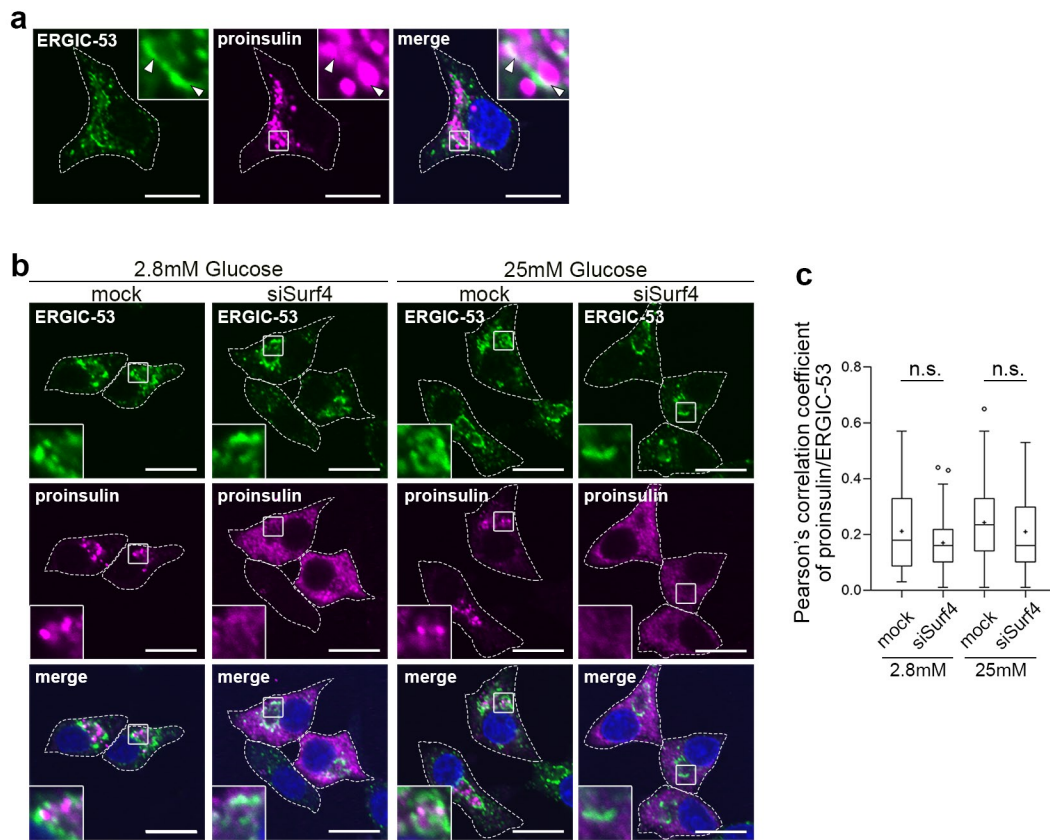 a
ERGIC-53 proinsulin merge
b
2.8mM Glucose 25mM Glucose
mock siSurf4 mock siSurf4
ERGIC-53 ERGIC-53 ERGIC-53 ERGIC-53
proinsulin proinsulin proinsulin proinsulin
merge merge merge merge
c
Pearson's correlation coefficient
of proinsulin/ERGIC-53
0.8
0.6
0.4
0.2
0.0
n.s. n.s.
mock siSurf4 mock siSurf4
2.8mM 25mM